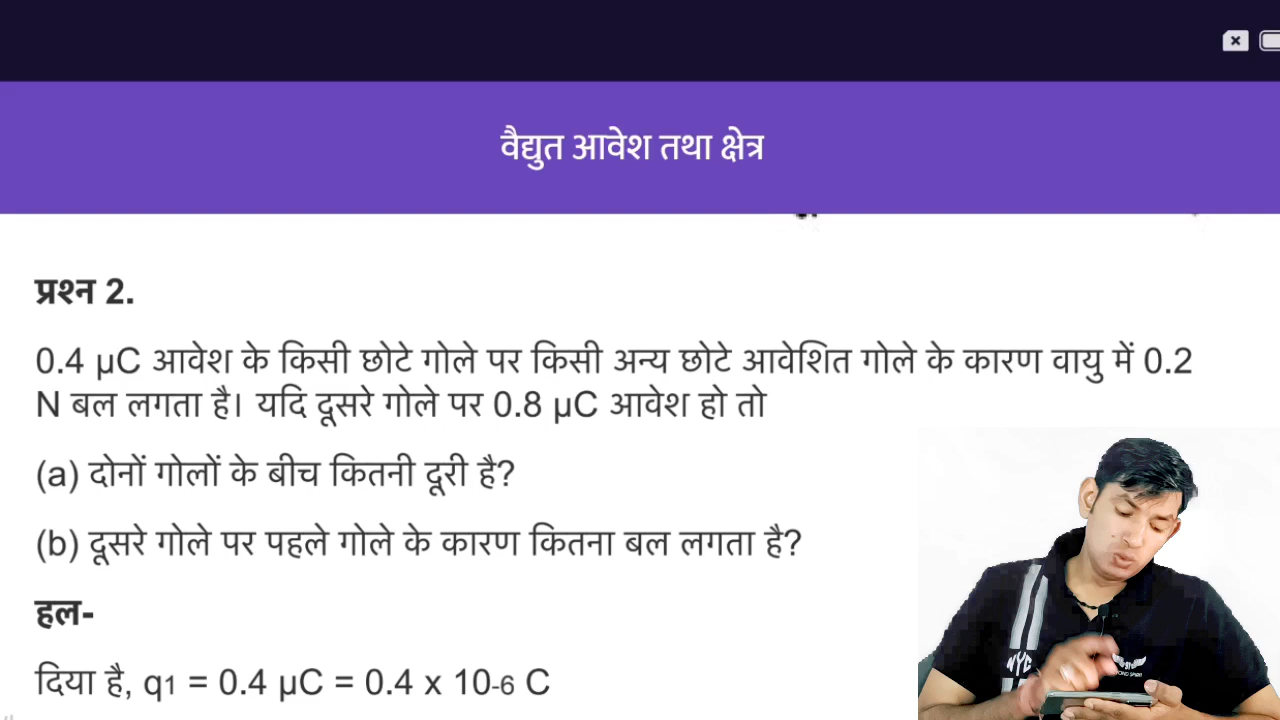 वैद्युत आवेश तथा क्षेत्र
प्रश्न 2.
0.4 μC आवेश के किसी छोटे गोले पर किसी अन्य छोटे आवेशित गोले के कारण वायु में 0.2
N बल लगता है। यदि दूसरे गोले पर 0.8 μC आवेश हो तो
(a) दोनों गोलों के बीच कितनी दूरी है?
(b) दूसरे गोले पर पहले गोले के कारण कितना बल लगता है?
हल-
दिया है, q1 = 0.4 μC = 0.4 x 10-6 C
NYC